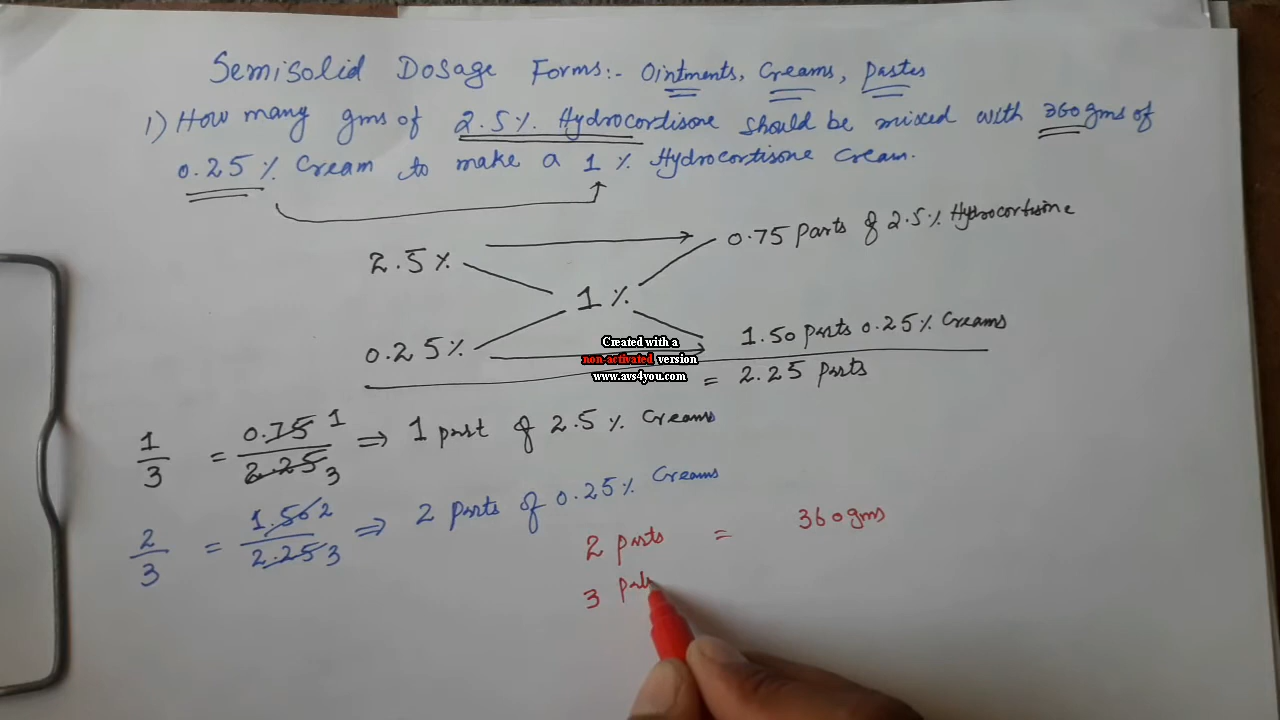 Semisolid Dosage Forms:- Ointments, Creams, Pastes
1) How many gms of 2.5% Hydrocortisone should be mixed with 360gms of
0.25% Cream to make a 1% Hydrocortisone Cream.
2.5% 0.75 parts of 2.5% Hydrocortisone
1%
0.25% 1.50 parts 0.25% Creams
= 2.25 parts
Created with a
non-activated version
www.avs4you.com
1/3 = 0.75 1/2.25 3 ⇒ 1 part of 2.5% Creams
2/3 = 1.50 2/2.25 3 ⇒ 2 parts of 0.25% Creams
2 parts = 360gms
3